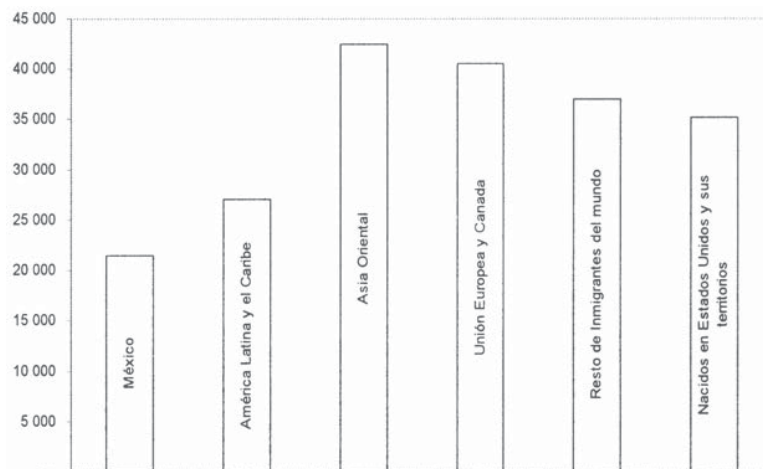 45 000
40 000
35 000
30 000
25 000
20 000
15 000
10 000
5 000
México
América Latina y el Caribe
Asia Oriental
Unión Europea y Canada
Resto de Inmigrantes del mundo
Nacidos en Estados Unidos y sus
territorios